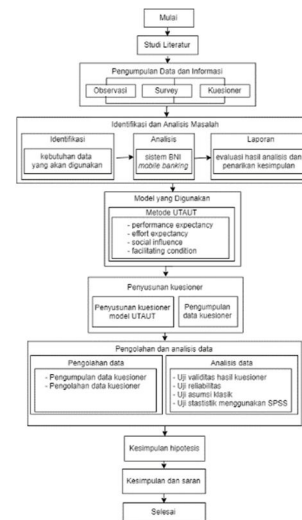 Mulai
Studi Literatur
Pengumpulan Data dan Informasi
Observasi
Survey
Kuesioner
Identifikasi dan Analisis Masalah
Identifikasi
kebutuhan data
yang akan digunakan
Analisis
sistem BNI
mobile banking
Laporan
evaluasi hasil analisis dan
penarikan kesimpulan
Model yang Digunakan
Metode UTAUT
- performance expectancy
- effort expectancy
- social influence
- facilitating condition
Penyusunan kuesioner
Penyusunan kuesioner
model UTAUT
Pengumpulan
data kuesioner
Pengolahan dan analisis data
Pengolahan data
- Pengumpulan data kuesioner
- Pengolahan data kuesioner
Analisis data
- Uji validitas hasil kuesioner
- Uji reliabilitas
- Uji asumsi klasik
- Uji stastistik menggunakan SPSS
Kesimpulan hipotesis
Kesimpulan dan saran
Selesai